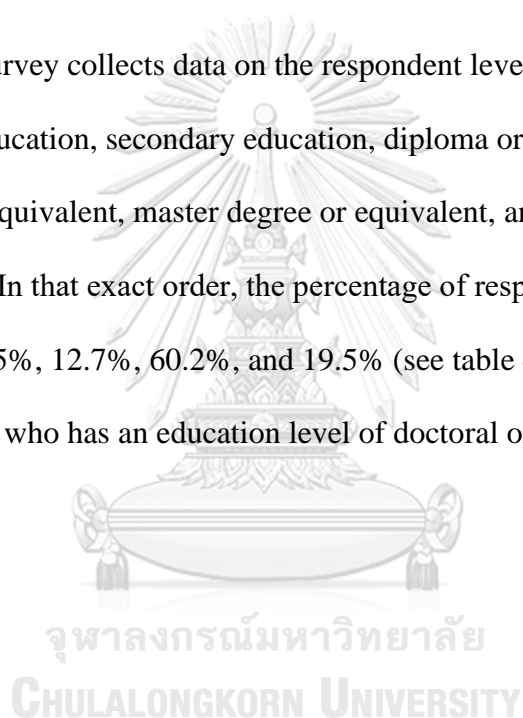 urvey collects data on the respondent leve
ucation, secondary education, diploma or
quivalent, master degree or equivalent, ar
In that exact order, the percentage of resp
5%, 12.7%, 60.2%, and 19.5% (see table
who has an education level of doctoral o
จุฬาลงกรณ์มหาวิทยาลัย
CHULALONGKORN UNIVERSITY